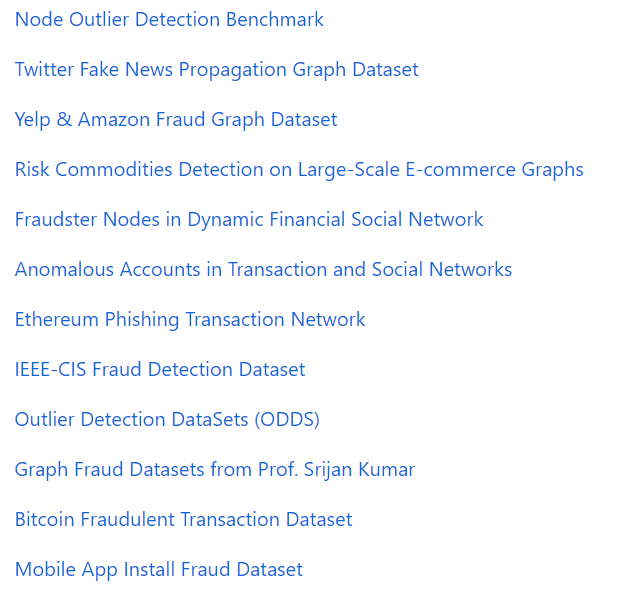 Node Outlier Detection Benchmark
Twitter Fake News Propagation Graph Dataset
Yelp & Amazon Fraud Graph Dataset
Risk Commodities Detection on Large-Scale E-commerce Graphs
Fraudster Nodes in Dynamic Financial Social Network
Anomalous Accounts in Transaction and Social Networks
Ethereum Phishing Transaction Network
IEEE-CIS Fraud Detection Dataset
Outlier Detection DataSets (ODDS)
Graph Fraud Datasets from Prof. Srijan Kumar
Bitcoin Fraudulent Transaction Dataset
Mobile App Install Fraud Dataset